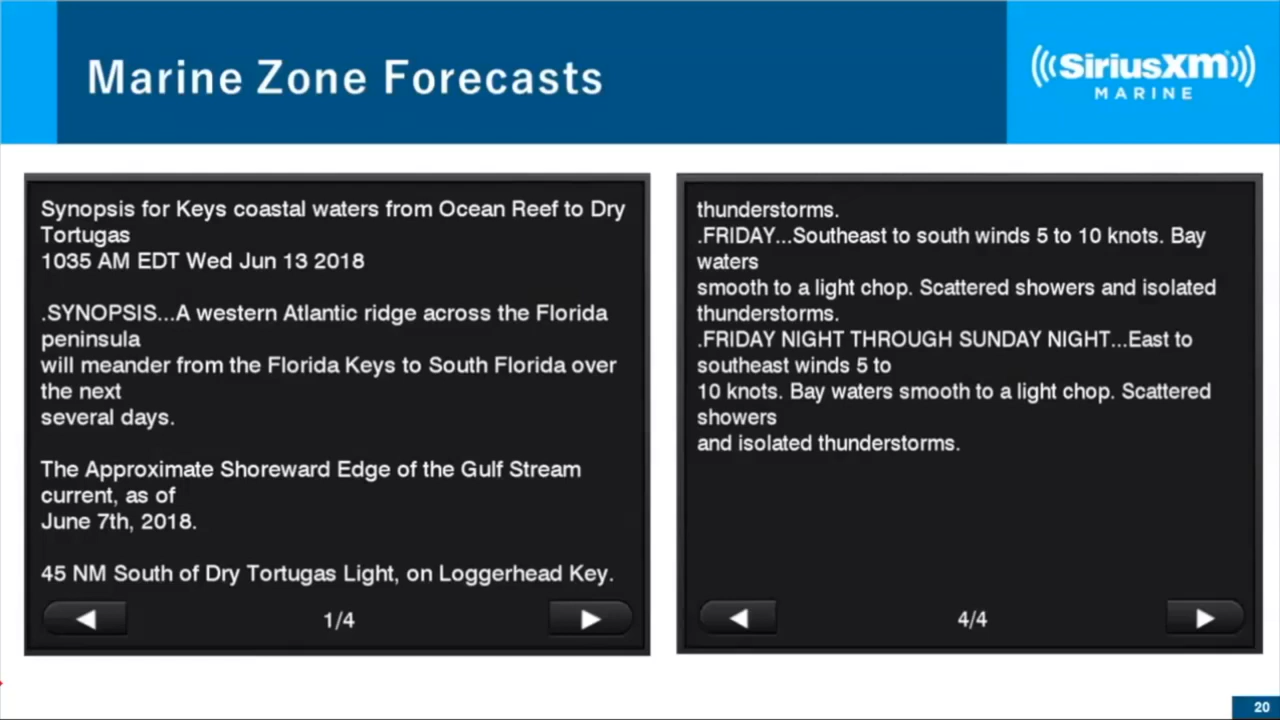 Marine Zone Forecasts
((SiriusXM))
MARINE
Synopsis for Keys coastal waters from Ocean Reef to Dry
Tortugas
1035 AM EDT Wed Jun 13 2018
.SYNOPSIS...A western Atlantic ridge across the Florida
peninsula
will meander from the Florida Keys to South Florida over
the next
several days.
The Approximate Shoreward Edge of the Gulf Stream
current, as of
June 7th, 2018.
45 NM South of Dry Tortugas Light, on Loggerhead Key.
1/4
thunderstorms.
.FRIDAY...Southeast to south winds 5 to 10 knots. Bay
waters
smooth to a light chop. Scattered showers and isolated
thunderstorms.
.FRIDAY NIGHT THROUGH SUNDAY NIGHT...East to
southeast winds 5 to
10 knots. Bay waters smooth to a light chop. Scattered
showers
and isolated thunderstorms.
4/4
20